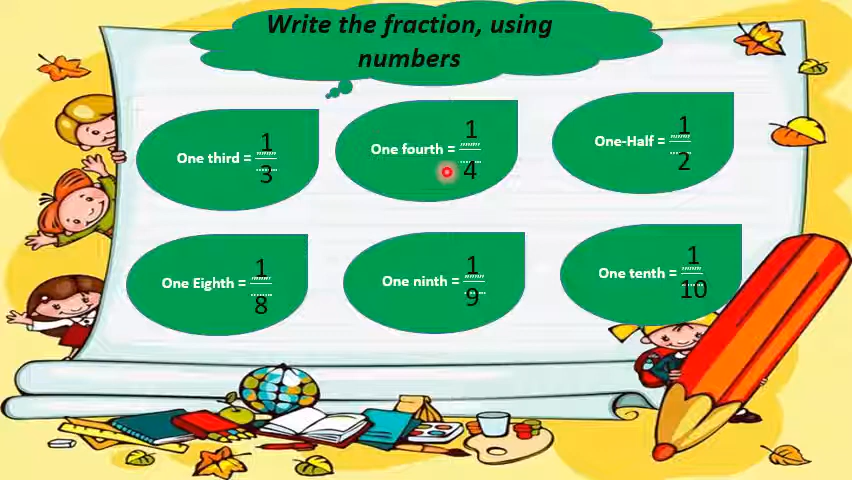 Write the fraction, using
numbers
One third = 1/3
One fourth = 1/4
One-Half = 1/2
One Eighth = 1/8
One ninth = 1/9
One tenth = 1/10